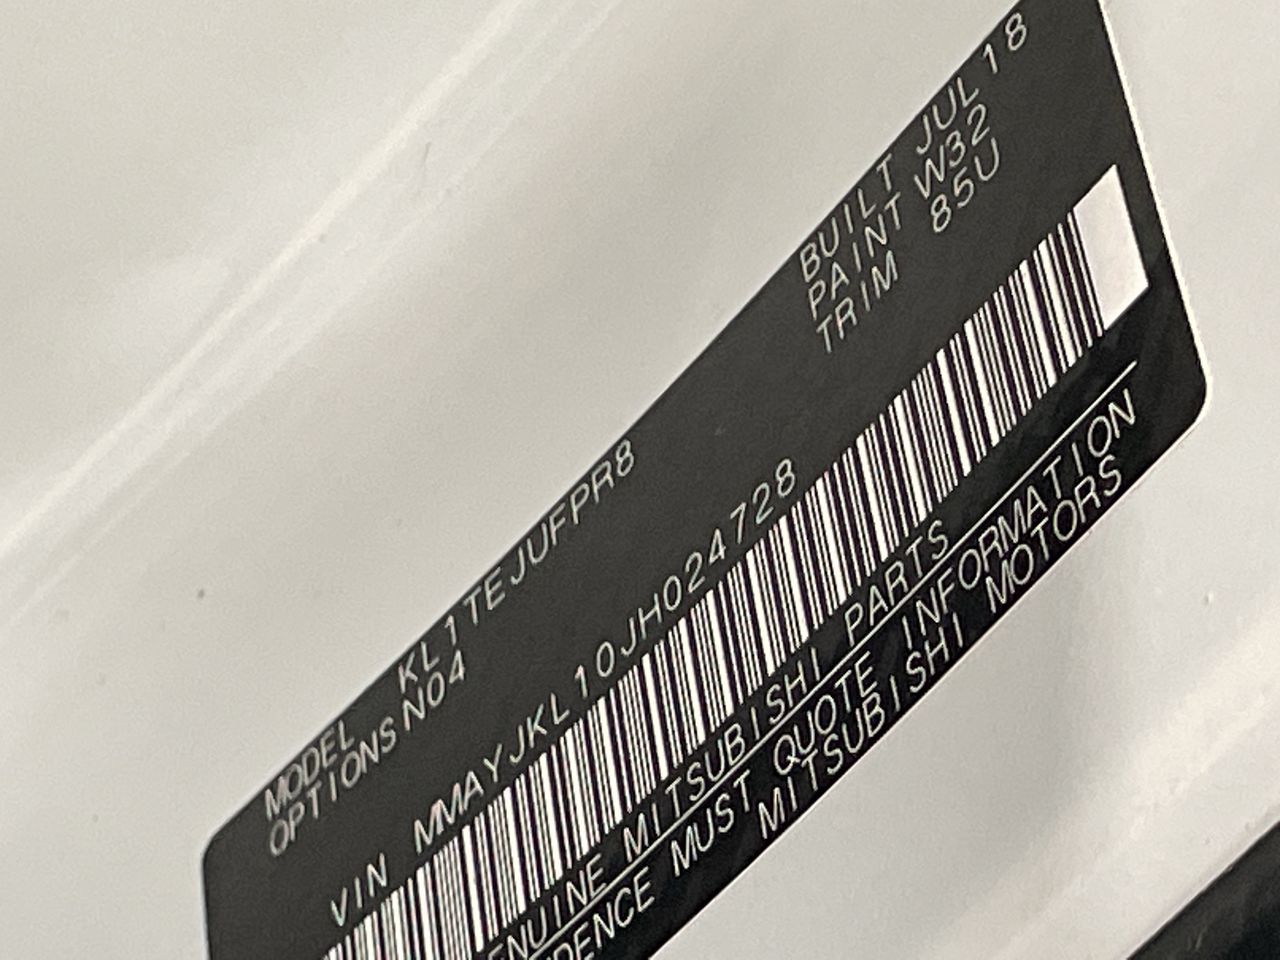 MODEL KL1TEJUFPR8 BUILT JUL 18
OPTIONS N04 PAINT W32
TRIM 85U
VIN MMAYJKL10JH024728
ENUINE MITSUBISHI PARTS
DENCE MUST QUOTE INFORMATION
MITSUBISHI MOTORS